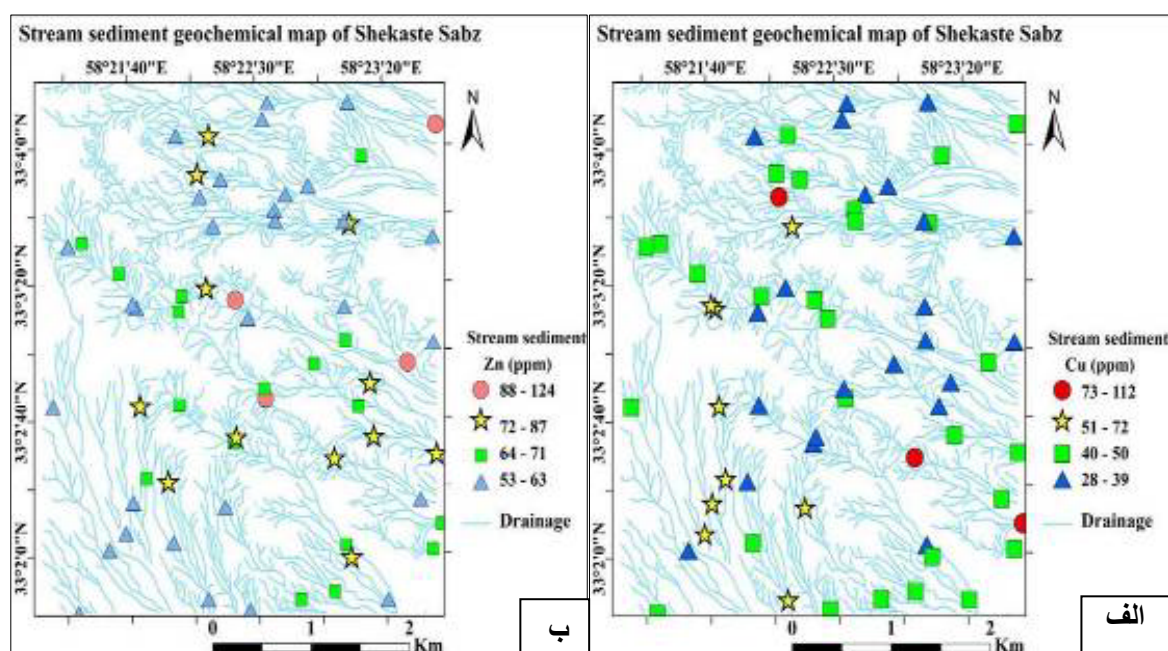 Stream sediment geochemical map of Shekaste Sabz
58°21'40"E 58°22'30"E 58°23'20"E
N
33°4'0"N
33°3'20"N
33°2'40"N
33°2'0"N
Stream sediment
Zn (ppm)
88 - 124
72 - 87
64 - 71
53 - 63
Drainage
0 1 2
Km
ب
Stream sediment geochemical map of Shekaste Sabz
58°21'40"E 58°22'30"E 58°23'20"E
N
33°4'0"N
33°3'20"N
33°2'40"N
33°2'0"N
Stream sediment
Cu (ppm)
73 - 112
51 - 72
40 - 50
28 - 39
Drainage
0 1 2
Km
الف